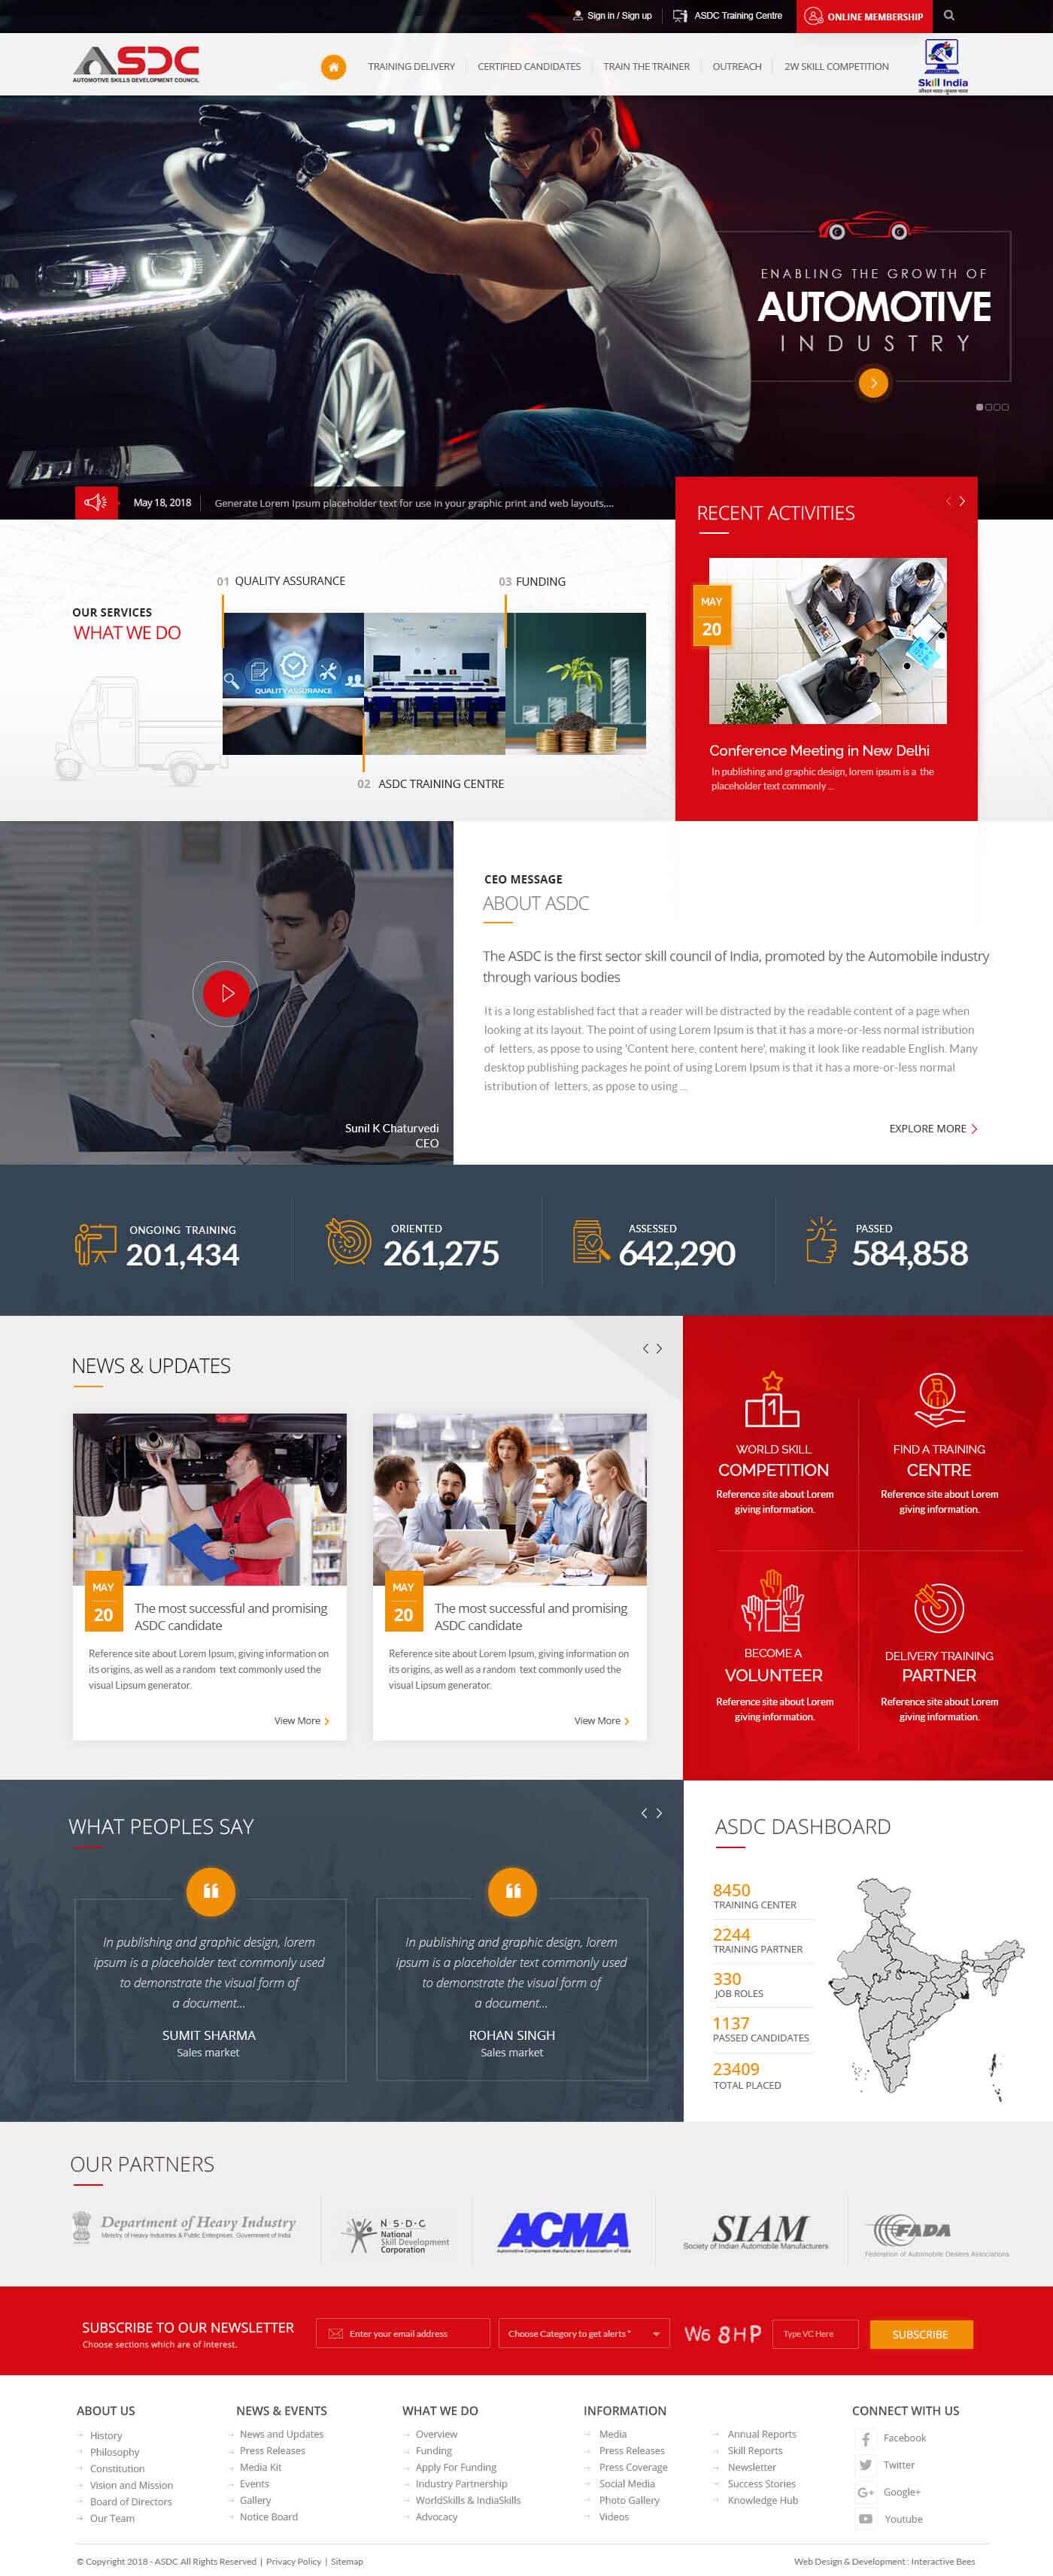 Sign in / Sign up
ASDC Training Centre
ONLINE MEMBERSHIP
ASDC
AUTOMOTIVE SKILLS DEVELOPMENT COUNCIL
TRAINING DELIVERY
CERTIFIED CANDIDATES
TRAIN THE TRAINER
OUTREACH
2W SKILL COMPETITION
Skill India
कौशल भारत-कुशल भारत
ENABLING THE GROWTH OF
AUTOMOTIVE
INDUSTRY
May 18, 2018
Generate Lorem Ipsum placeholder text for use in your graphic print and web layouts,...
RECENT ACTIVITIES
MAY
20
Conference Meeting in New Delhi
In publishing and graphic design, lorem ipsum is a the
placeholder text commonly ...
OUR SERVICES
WHAT WE DO
01 QUALITY ASSURANCE
03 FUNDING
QUALITY ASSURANCE
02 ASDC TRAINING CENTRE
Sunil K Chaturvedi
CEO
CEO MESSAGE
ABOUT ASDC
The ASDC is the first sector skill council of India, promoted by the Automobile industry
through various bodies
It is a long established fact that a reader will be distracted by the readable content of a page when
looking at its layout. The point of using Lorem Ipsum is that it has a more-or-less normal istribution
of letters, as ppose to using 'Content here, content here', making it look like readable English. Many
desktop publishing packages he point of using Lorem Ipsum is that it has a more-or-less normal
istribution of letters, as ppose to using ...
EXPLORE MORE
ONGOING TRAINING
201,434
ORIENTED
261,275
ASSESSED
642,290
PASSED
584,858
NEWS & UPDATES
MAY
20
The most successful and promising
ASDC candidate
Reference site about Lorem Ipsum, giving information on
its origins, as well as a random text commonly used the
visual Lipsum generator.
View More
MAY
20
The most successful and promising
ASDC candidate
Reference site about Lorem Ipsum, giving information on
its origins, as well as a random text commonly used the
visual Lipsum generator.
View More
1
WORLD SKILL
COMPETITION
Reference site about Lorem
giving information.
FIND A TRAINING
CENTRE
Reference site about Lorem
giving information.
BECOME A
VOLUNTEER
Reference site about Lorem
giving information.
DELIVERY TRAINING
PARTNER
Reference site about Lorem
giving information.
WHAT PEOPLES SAY
In publishing and graphic design, lorem
ipsum is a placeholder text commonly used
to demonstrate the visual form of
a document...
SUMIT SHARMA
Sales market
In publishing and graphic design, lorem
ipsum is a placeholder text commonly used
to demonstrate the visual form of
a document...
ROHAN SINGH
Sales market
ASDC DASHBOARD
8450
TRAINING CENTER
2244
TRAINING PARTNER
330
JOB ROLES
1137
PASSED CANDIDATES
23409
TOTAL PLACED
OUR PARTNERS
Department of Heavy Industry
Ministry of Heavy Industries & Public Enterprises, Government of India
N·S·D·C
National
Skill Development
Corporation
ACMA
Automotive Component Manufacturers Association of India
SIAM
Society of Indian Automobile Manufacturers
FADA
Federation of Automobile Dealers Associations
SUBSCRIBE TO OUR NEWSLETTER
Choose sections which are of interest.
Enter your email address
Choose Category to get alerts *
W6 8HP
Type VC Here
SUBSCRIBE
ABOUT US
History
Philosophy
Constitution
Vision and Mission
Board of Directors
Our Team
NEWS & EVENTS
News and Updates
Press Releases
Media Kit
Events
Gallery
Notice Board
WHAT WE DO
Overview
Funding
Apply For Funding
Industry Partnership
WorldSkills & IndiaSkills
Advocacy
INFORMATION
Media
Press Releases
Press Coverage
Social Media
Photo Gallery
Videos
Annual Reports
Skill Reports
Newsletter
Success Stories
Knowledge Hub
CONNECT WITH US
Facebook
Twitter
Google+
Youtube
© Copyright 2018 - ASDC All Rights Reserved | Privacy Policy | Sitemap
Web Design & Development : Interactive Bees